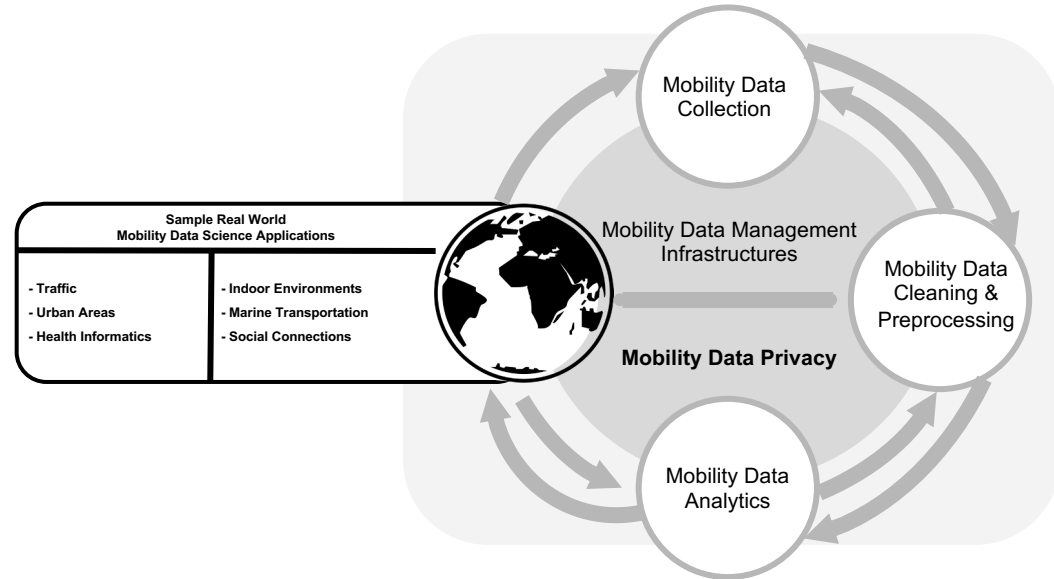 Sample Real World
Mobility Data Science Applications
- Traffic
- Urban Areas
- Health Informatics
- Indoor Environments
- Marine Transportation
- Social Connections
Mobility Data
Collection
Mobility Data Management
Infrastructures
Mobility Data Privacy
Mobility Data
Cleaning &
Preprocessing
Mobility Data
Analytics